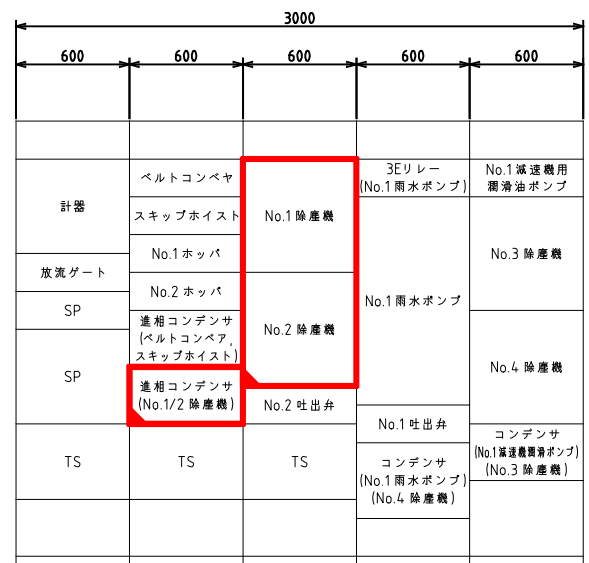 3000
600 600 600 600 600
計器
放流ゲート
SP
SP
TS
ベルトコンベヤ
スキップホイスト
No.1 ホッパ
No.2 ホッパ
進相コンデンサ
(ベルトコンベア,
スキップホイスト)
進相コンデンサ
(No.1/2 除塵機)
TS
No.1 除塵機
No.2 除塵機
No.2 吐出弁
TS
3Eリレー
(No.1 雨水ポンプ)
No.1 雨水ポンプ
No.1 吐出弁
コンデンサ
(No.1 雨水ポンプ)
(No.4 除塵機)
No.1 減速機用
潤滑油ポンプ
No.3 除塵機
No.4 除塵機
コンデンサ
(No.1減速機潤滑ポンプ)
(No.3 除塵機)